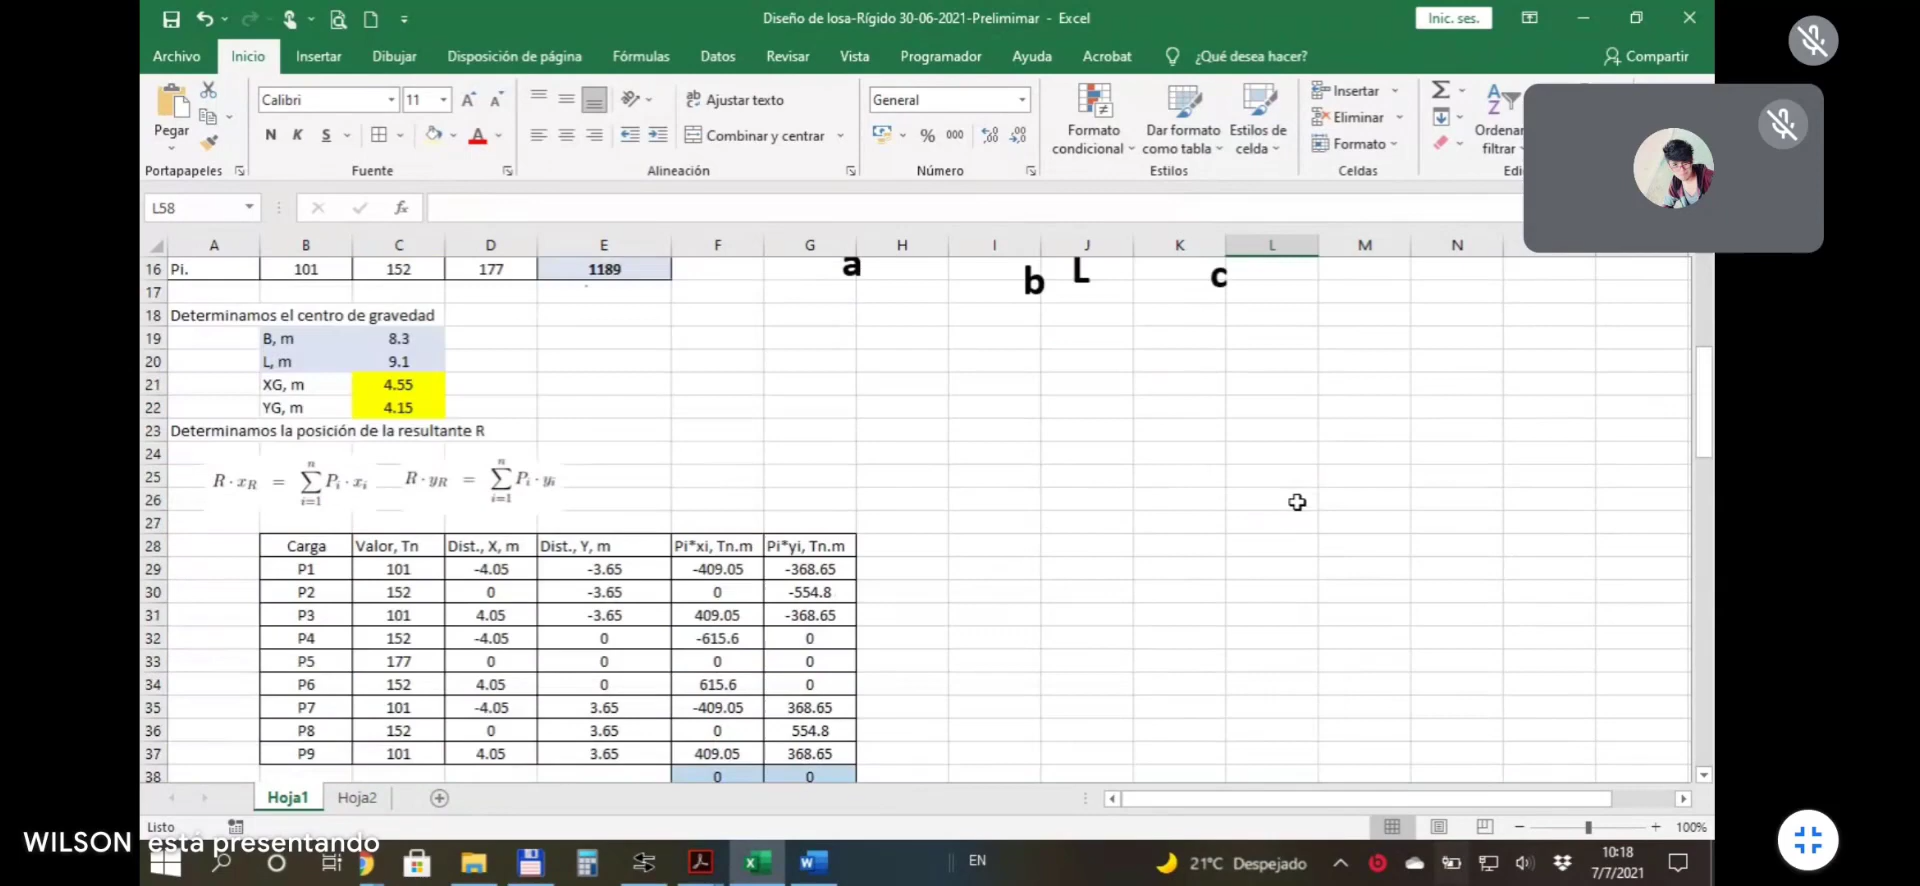 Diseño de losa-Rígido 30-06-2021-Prelimimar - Excel
Inic. ses.
Archivo Inicio Insertar Dibujar Disposición de página Fórmulas Datos Revisar Vista Programador Ayuda Acrobat ¿Qué desea hacer? Compartir
Pegar
Calibri 11
Ajustar texto
General
N K S
Combinar y centrar
% 000
Formato condicional
Dar formato como tabla
Estilos de celda
Insertar
Eliminar
Formato
Ordenar
filtrar
Portapapeles Fuente Alineación Número Estilos Celdas Edi
L58 fx
A B C D E F G H I J K L M N
16 Pi. 101 152 177 1189 a b L c
17
18 Determinamos el centro de gravedad
19 B, m 8.3
20 L, m 9.1
21 XG, m 4.55
22 YG, m 4.15
23 Determinamos la posición de la resultante R
24
25 R · xR = ∑ n i=1 Pi · xi R · yR = ∑ n i=1 Pi · yi
26
27
28 Carga Valor, Tn Dist., X, m Dist., Y, m Pi*xi, Tn.m Pi*yi, Tn.m
29 P1 101 -4.05 -3.65 -409.05 -368.65
30 P2 152 0 -3.65 0 -554.8
31 P3 101 4.05 -3.65 409.05 -368.65
32 P4 152 -4.05 0 -615.6 0
33 P5 177 0 0 0 0
34 P6 152 4.05 0 615.6 0
35 P7 101 -4.05 3.65 -409.05 368.65
36 P8 152 0 3.65 0 554.8
37 P9 101 4.05 3.65 409.05 368.65
38 0 0
Hoja1 Hoja2
Listo
100%
WILSON está presentando
EN
21°C Despejado
10:18
7/7/2021